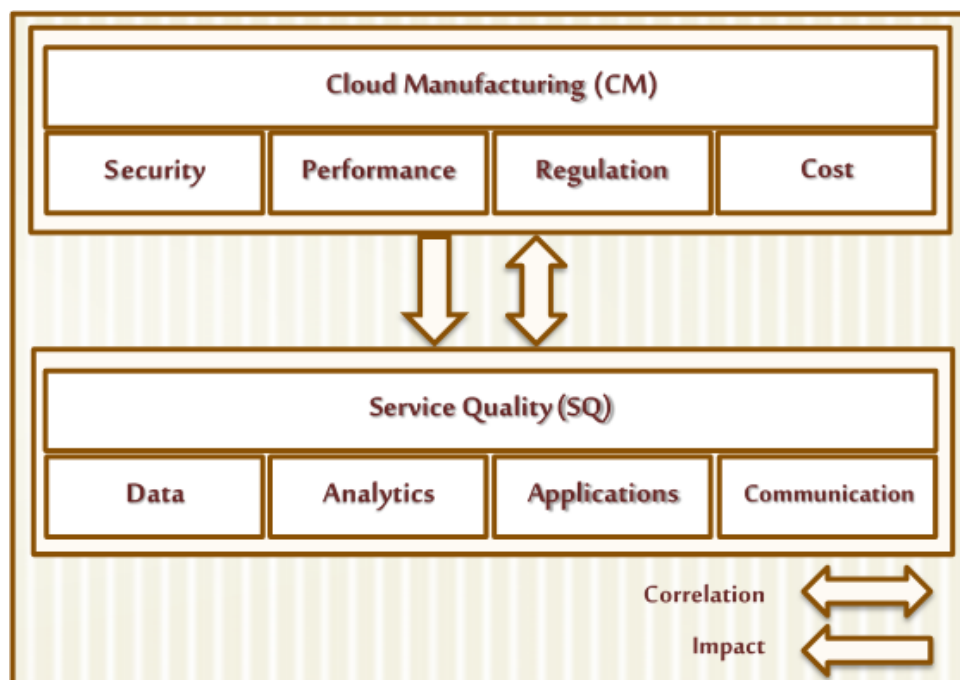 Cloud Manufacturing (CM)
Security Performance Regulation Cost
Service Quality (SQ)
Data Analytics Applications Communication
Correlation
Impact